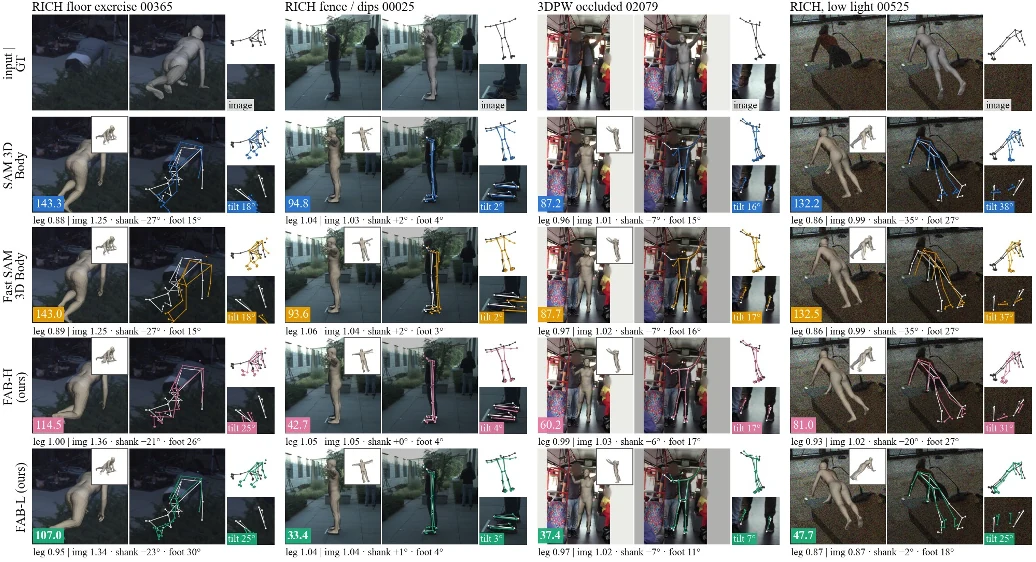 RICH floor exercise 00365
RICH fence / dips 00025
3DPW occluded 02079
RICH, low light 00525
input | GT
image
image
image
image
SAM 3D Body
143.3
tilt 18°
94.8
tilt 2°
87.2
tilt 16°
132.2
tilt 38°
leg 0.88 | img 1.25 · shank −27° · foot 15°
leg 1.04 | img 1.03 · shank +2° · foot 4°
leg 0.96 | img 1.01 · shank −7° · foot 15°
leg 0.86 | img 0.99 · shank −35° · foot 27°
Fast SAM 3D Body
143.0
tilt 18°
93.6
tilt 2°
87.7
tilt 17°
132.5
tilt 37°
leg 0.89 | img 1.25 · shank −27° · foot 15°
leg 1.06 | img 1.04 · shank +2° · foot 3°
leg 0.97 | img 1.02 · shank −7° · foot 16°
leg 0.86 | img 0.99 · shank −35° · foot 27°
FAB-H (ours)
114.5
tilt 25°
42.7
tilt 4°
60.2
tilt 17°
81.0
tilt 31°
leg 1.00 | img 1.36 · shank −21° · foot 26°
leg 1.05 | img 1.05 · shank +0° · foot 4°
leg 0.99 | img 1.03 · shank −6° · foot 17°
leg 0.93 | img 1.02 · shank −20° · foot 27°
FAB-L (ours)
107.0
tilt 25°
33.4
tilt 3°
37.4
tilt 7°
47.7
tilt 25°
leg 0.95 | img 1.34 · shank −23° · foot 30°
leg 1.04 | img 1.04 · shank +1° · foot 4°
leg 0.97 | img 1.02 · shank −7° · foot 11°
leg 0.87 | img 0.87 · shank −2° · foot 18°